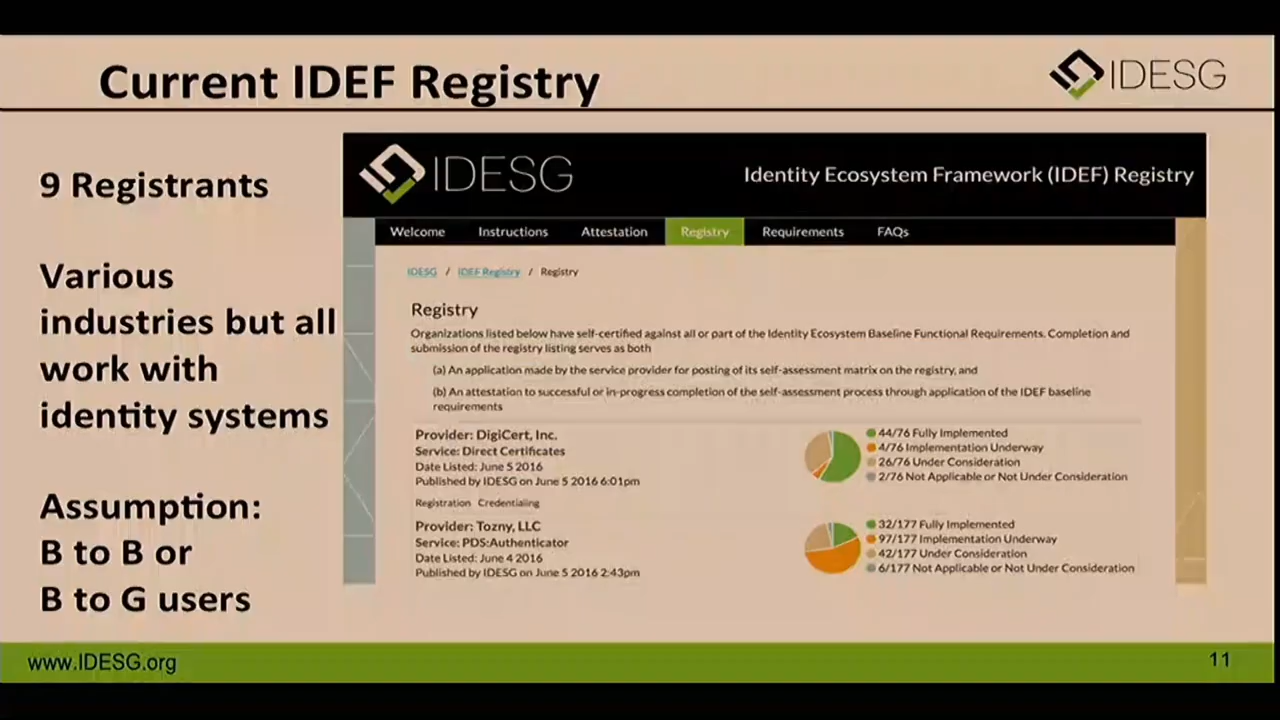 Current IDEF Registry
IDESG
9 Registrants
Various
industries but all
work with
identity systems
Assumption:
B to B or
B to G users
IDESG
Identity Ecosystem Framework (IDEF) Registry
Welcome Instructions Attestation Registry Requirements FAQs
IDESG / IDEF Registry / Registry
Registry
Organizations listed below have self-certified against all or part of the Identity Ecosystem Baseline Functional Requirements. Completion and
submission of the registry listing serves as both
(a) An application made by the service provider for posting of its self-assessment matrix on the registry, and
(b) An attestation to successful or in-progress completion of the self-assessment process through application of the IDEF baseline
requirements
Provider: DigiCert, Inc.
Service: Direct Certificates
Date Listed: June 5 2016
Published by IDESG on June 5 2016 6:01pm
Registration Credentialing
44/76 Fully Implemented
4/76 Implementation Underway
26/76 Under Consideration
2/76 Not Applicable or Not Under Consideration
Provider: Tozny, LLC
Service: PDS:Authenticator
Date Listed: June 4 2016
Published by IDESG on June 5 2016 2:43pm
32/177 Fully Implemented
97/177 Implementation Underway
42/177 Under Consideration
6/177 Not Applicable or Not Under Consideration
www.IDESG.org
11